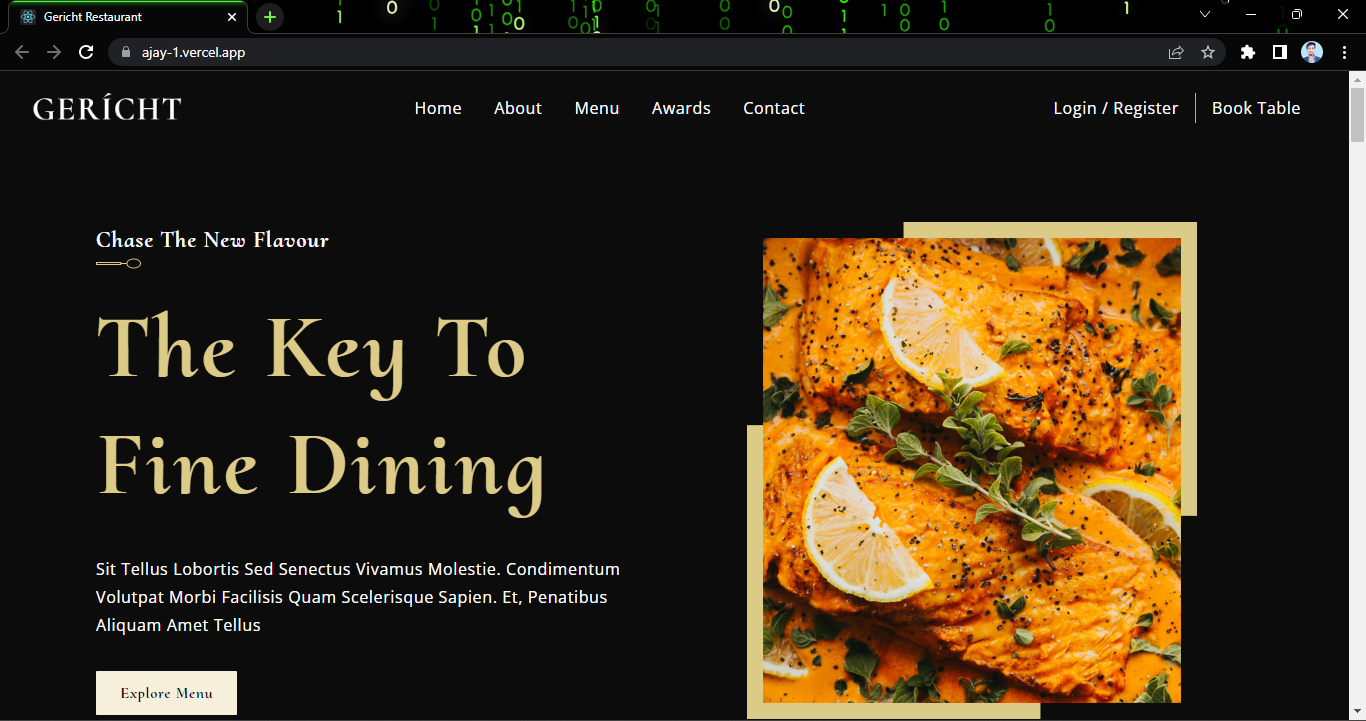 Gericht Restaurant
ajay-1.vercel.app
GERÍCHT
Home About Menu Awards Contact
Login / Register Book Table
Chase The New Flavour
The Key To
Fine Dining
Sit Tellus Lobortis Sed Senectus Vivamus Molestie. Condimentum
Volutpat Morbi Facilisis Quam Scelerisque Sapien. Et, Penatibus
Aliquam Amet Tellus
Explore Menu